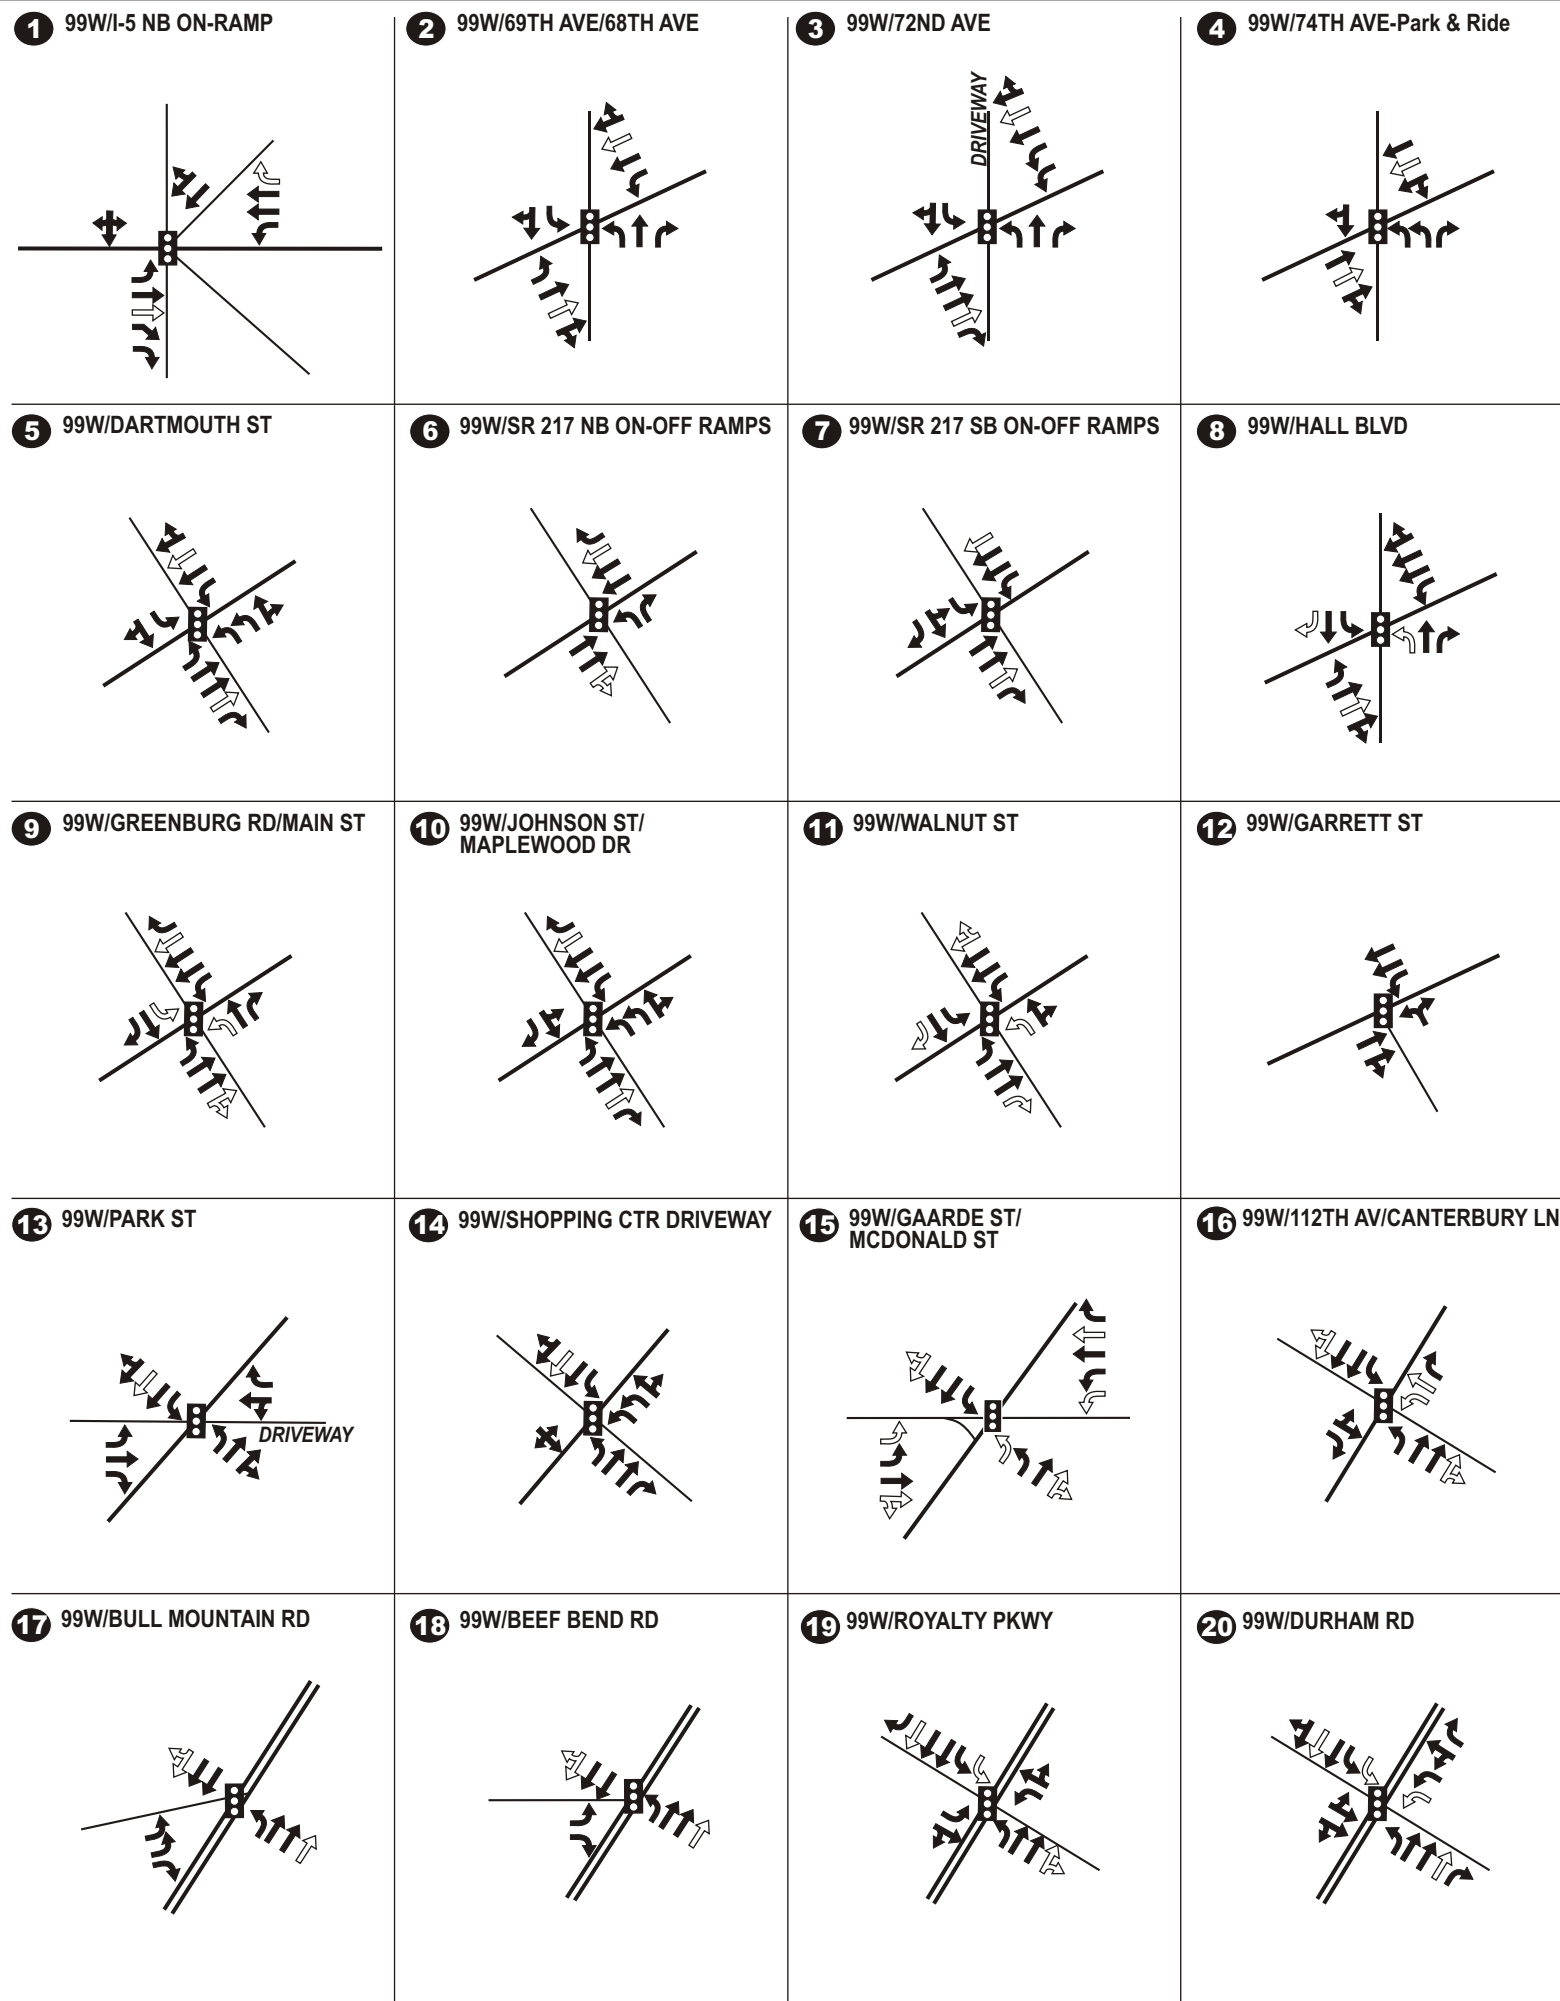 1 99W/I-5 NB ON-RAMP
2 99W/69TH AVE/68TH AVE
3 99W/72ND AVE
DRIVEWAY
4 99W/74TH AVE-Park & Ride
5 99W/DARTMOUTH ST
6 99W/SR 217 NB ON-OFF RAMPS
7 99W/SR 217 SB ON-OFF RAMPS
8 99W/HALL BLVD
9 99W/GREENBURG RD/MAIN ST
10 99W/JOHNSON ST/
MAPLEWOOD DR
11 99W/WALNUT ST
12 99W/GARRETT ST
13 99W/PARK ST
DRIVEWAY
14 99W/SHOPPING CTR DRIVEWAY
15 99W/GAARDE ST/
MCDONALD ST
16 99W/112TH AV/CANTERBURY LN
17 99W/BULL MOUNTAIN RD
18 99W/BEEF BEND RD
19 99W/ROYALTY PKWY
20 99W/DURHAM RD